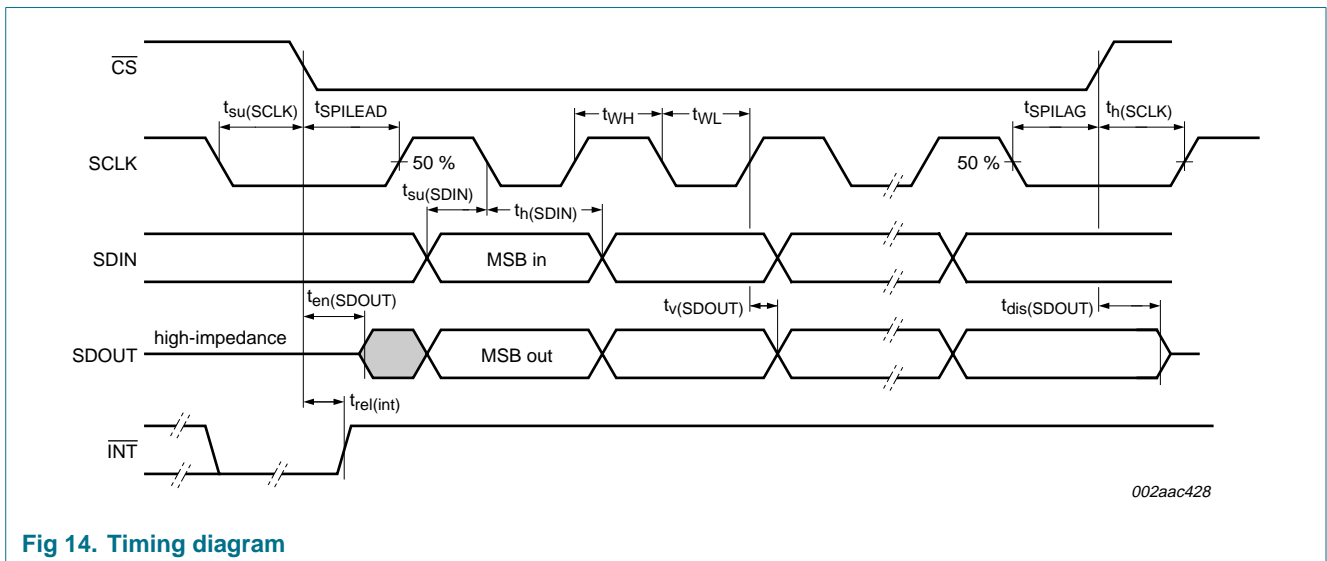 CS
tsu(SCLK) tSPILEAD tWH tWL tSPILAG th(SCLK)
SCLK 50 % 50 %
tsu(SDIN) th(SDIN)
SDIN MSB in
ten(SDOUT) tv(SDOUT) tdis(SDOUT)
high-impedance
SDOUT MSB out
trel(int)
INT
002aac428
Fig 14. Timing diagram